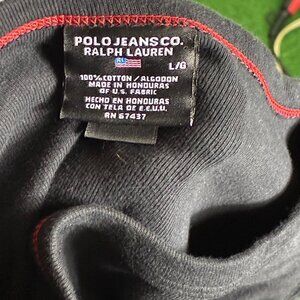 POLO JEANS CO.
RALPH LAUREN
RL
L/G
100% COTTON / ALGODON
MADE IN HONDURAS
OF U.S. FABRIC
HECHO EN HONDURAS
CON TELA DE E.E.U.U.
RN 67437